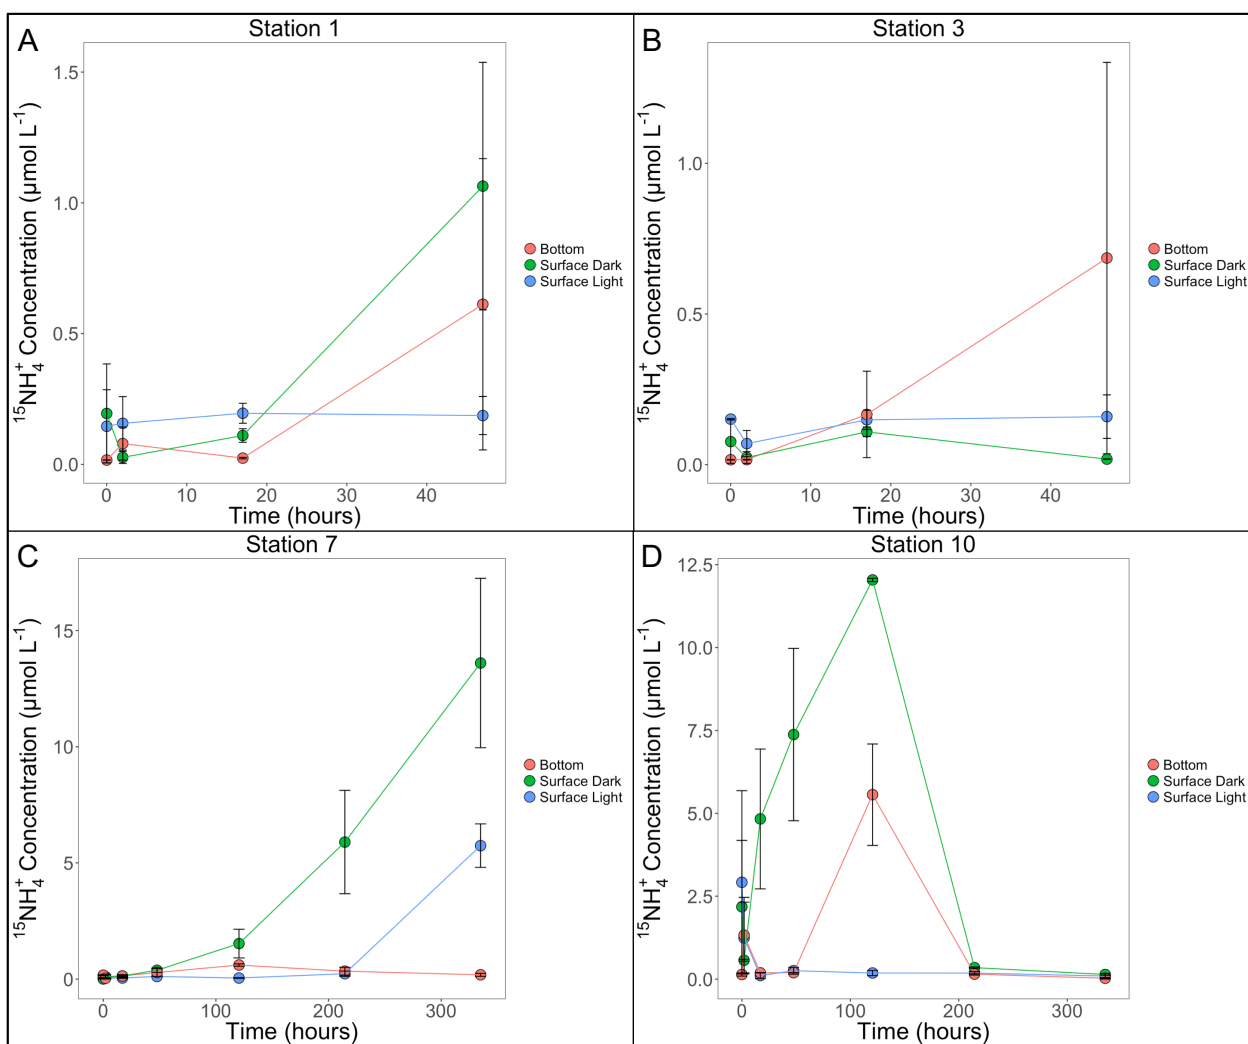 A
Station 1
¹⁵NH₄⁺ Concentration (µmol L⁻¹)
1.5
1.0
0.5
0.0
0 10 20 30 40
Time (hours)
Bottom
Surface Dark
Surface Light
B
Station 3
¹⁵NH₄⁺ Concentration (µmol L⁻¹)
1.0
0.5
0.0
0 10 20 30 40
Time (hours)
Bottom
Surface Dark
Surface Light
C
Station 7
¹⁵NH₄⁺ Concentration (µmol L⁻¹)
15
10
5
0
0 100 200 300
Time (hours)
Bottom
Surface Dark
Surface Light
D
Station 10
¹⁵NH₄⁺ Concentration (µmol L⁻¹)
12.5
10.0
7.5
5.0
2.5
0.0
0 100 200 300
Time (hours)
Bottom
Surface Dark
Surface Light